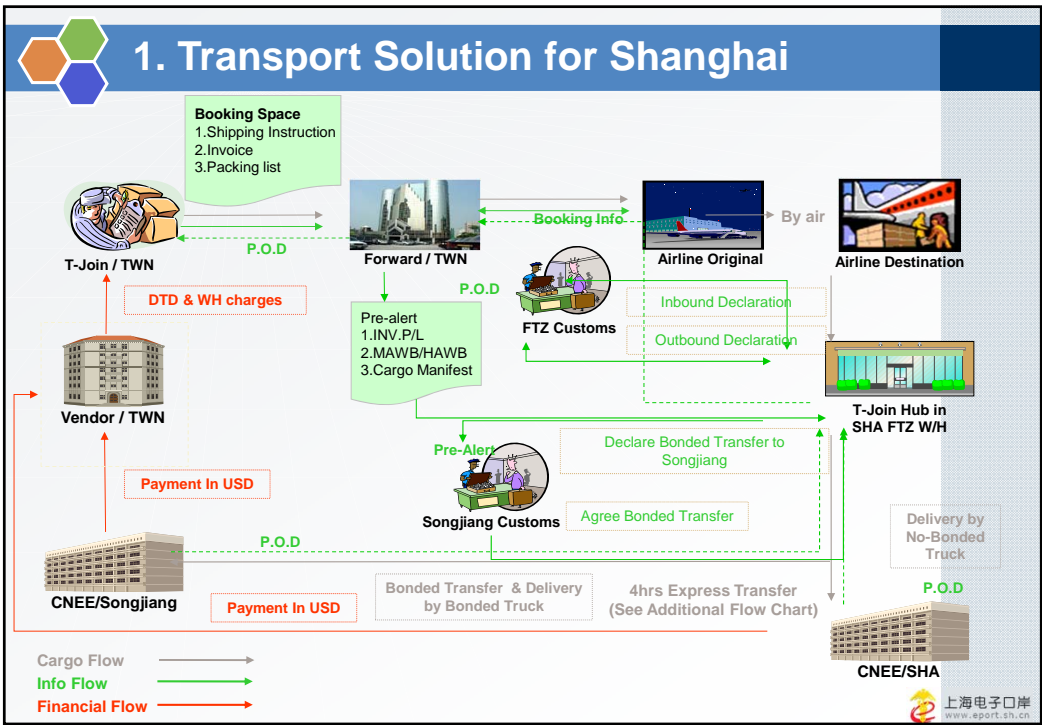 1. Transport Solution for Shanghai
Booking Space
1.Shipping Instruction
2.Invoice
3.Packing list
Booking Info
By air
P.O.D
T-Join / TWN
Forward / TWN
Airline Original
Airline Destination
DTD & WH charges
P.O.D
Pre-alert
1.INV.P/L
2.MAWB/HAWB
3.Cargo Manifest
FTZ Customs
Inbound Declaration
Outbound Declaration
Vendor / TWN
T-Join Hub in
SHA FTZ W/H
Pre-Alert
Declare Bonded Transfer to
Songjiang
Payment In USD
Songjiang Customs
Agree Bonded Transfer
Delivery by
No-Bonded
Truck
P.O.D
CNEE/Songjiang
Payment In USD
Bonded Transfer & Delivery
by Bonded Truck
4hrs Express Transfer
(See Additional Flow Chart)
P.O.D
CNEE/SHA
Cargo Flow
Info Flow
Financial Flow
上海电子口岸
www.eport.sh.cn